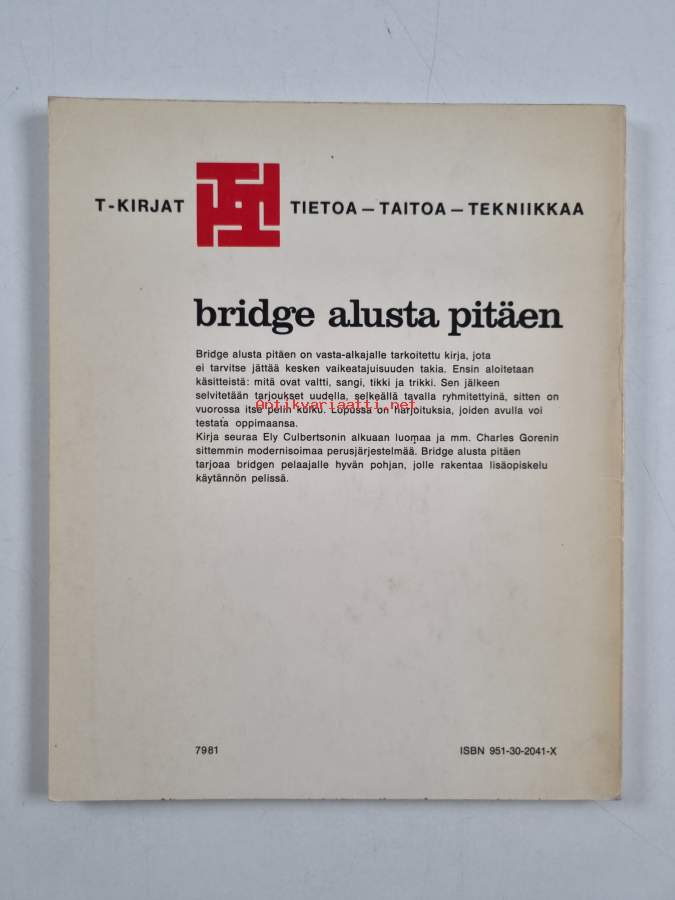 T-KIRJAT TIETOA — TAITOA — TEKNIIKKAA
bridge alusta pitäen
Bridge alusta pitäen on vasta-alkajalle tarkoitettu kirja, jota
ei tarvitse jättää kesken vaikeatajuisuuden takia. Ensin aloitetaan
käsitteistä: mitä ovat valtti, sangi, tikki ja trikki. Sen jälkeen
selvitetään tarjoukset uudella, selkeällä tavalla ryhmitettyinä, sitten on
vuorossa itse pelin kulku. Lopussa on harjoituksia, joiden avulla voi
Antikvariaatti.net
testata oppimaansa.
Kirja seuraa Ely Culbertsonin alkuaan luomaa ja mm. Charles Gorenin
sittemmin modernisoimaa perusjärjestelmää. Bridge alusta pitäen
tarjoaa bridgen pelaajalle hyvän pohjan, jolle rakentaa lisäopiskelu
käytännön pelissä.
7981 ISBN 951-30-2041-X